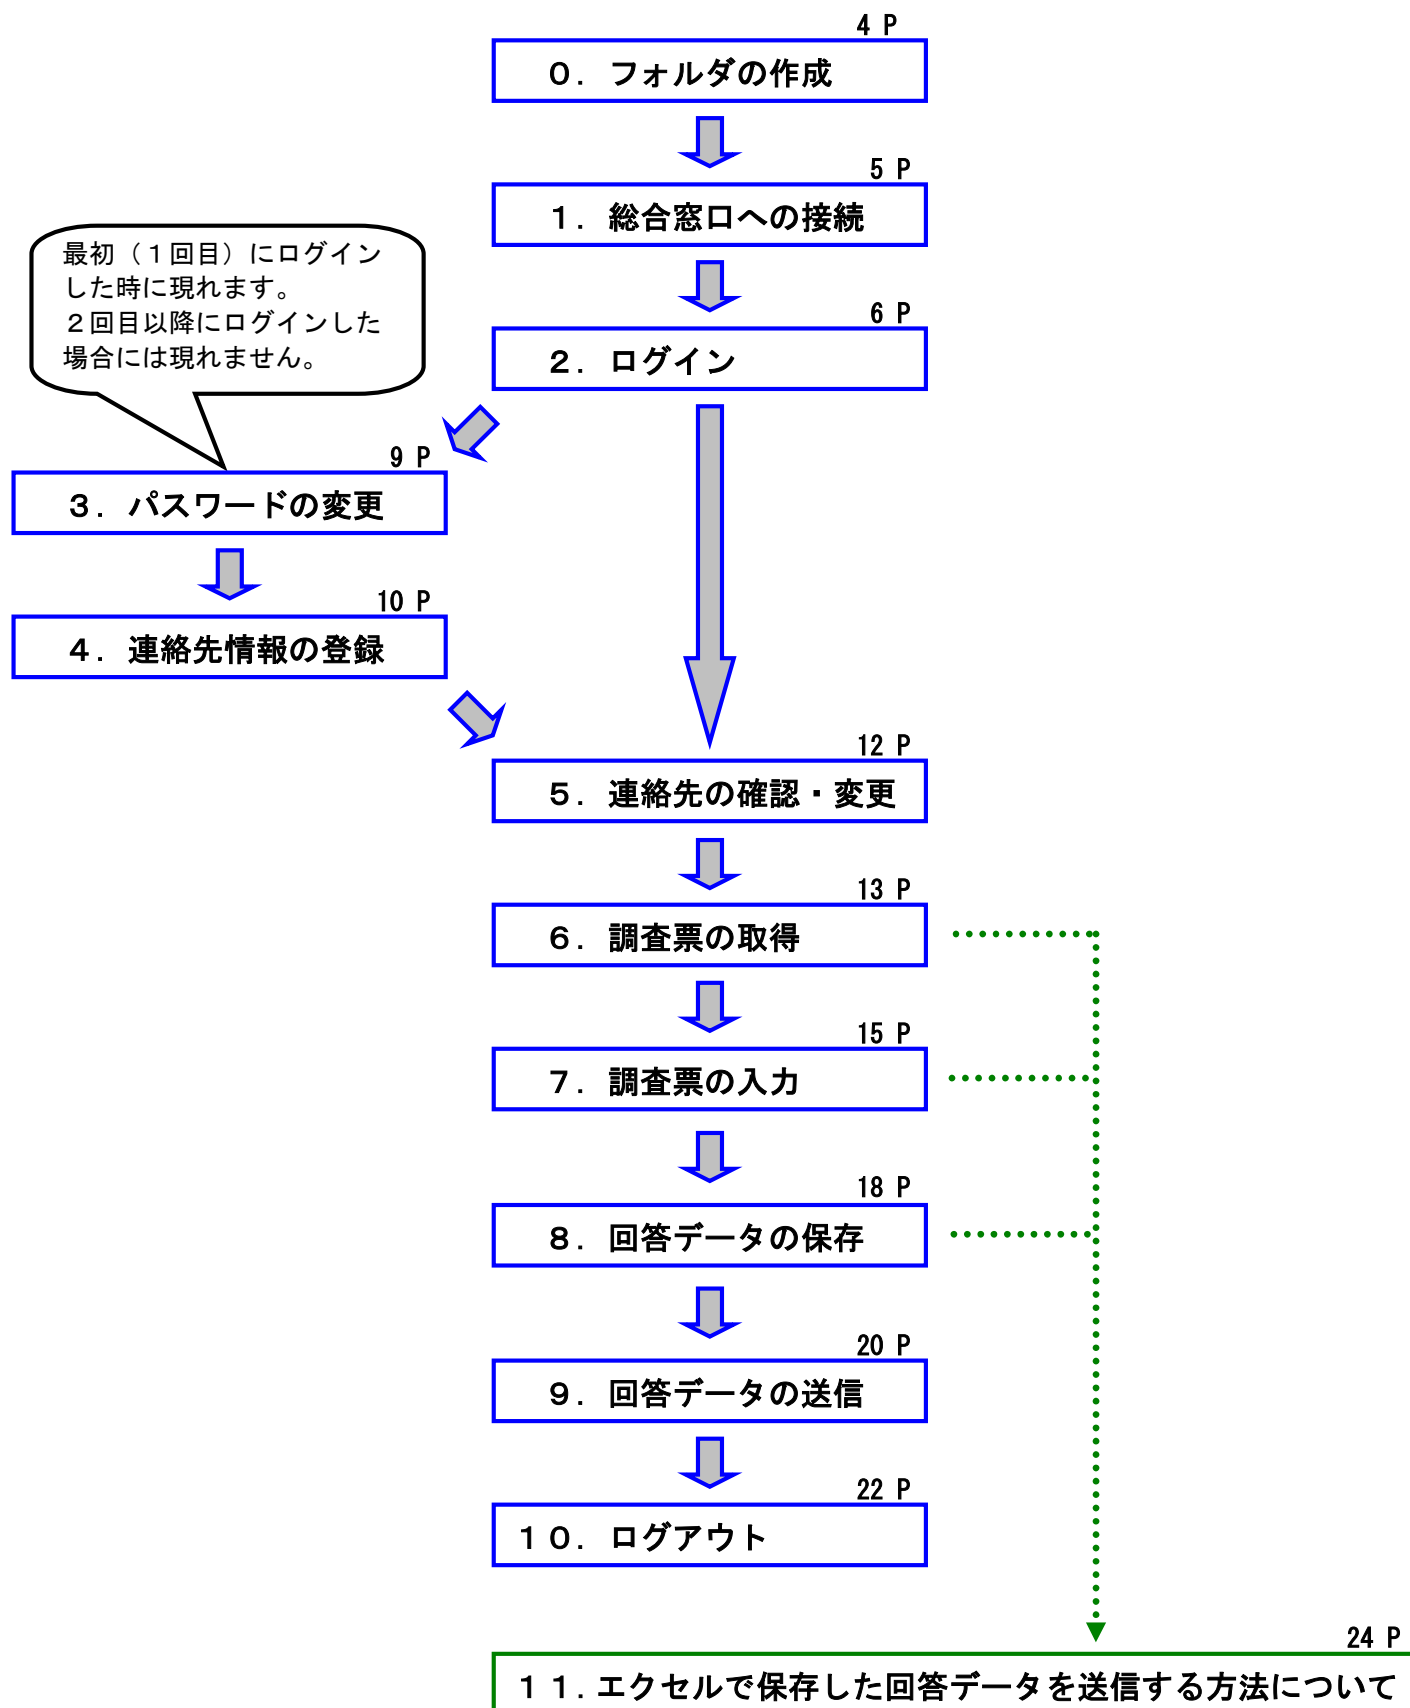 4 P
０．フォルダの作成
5 P
１．総合窓口への接続
最初（１回目）にログイン
した時に現れます。
２回目以降にログインした
場合には現れません。
6 P
２．ログイン
9 P
３．パスワードの変更
10 P
４．連絡先情報の登録
12 P
５．連絡先の確認・変更
13 P
６．調査票の取得
15 P
７．調査票の入力
18 P
８．回答データの保存
20 P
９．回答データの送信
22 P
１０．ログアウト
24 P
１１．エクセルで保存した回答データを送信する方法について